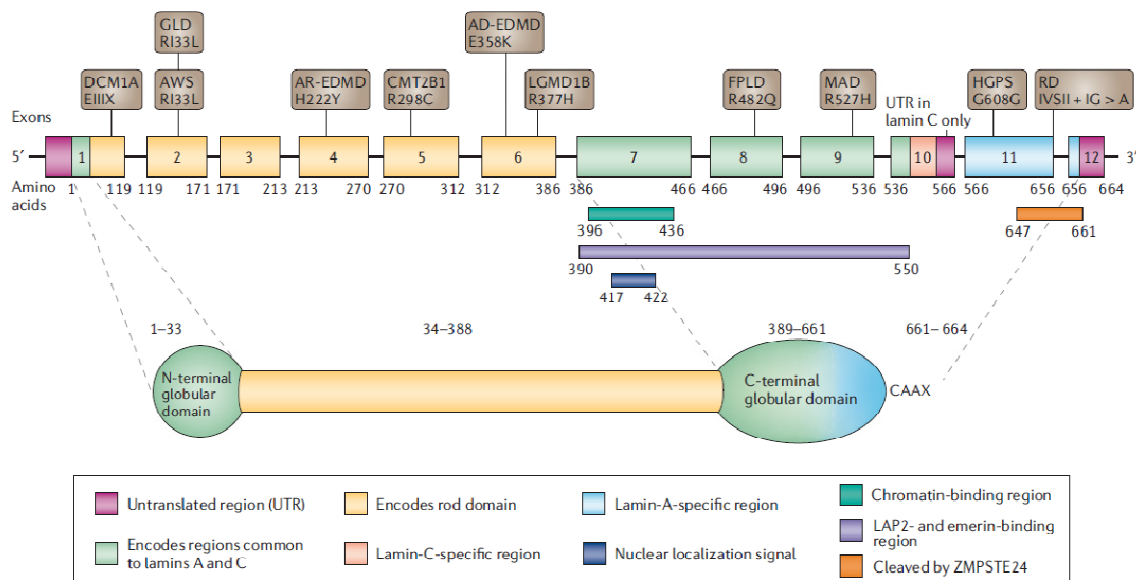 GLD
R133L
AD-EDMD
E358K
DCM1A
E111X
AWS
R133L
AR-EDMD
H222Y
CMT2B1
R298C
LGMD1B
R377H
FPLD
R482Q
MAD
R527H
HGPS
G608G
RD
IVS11 + 1G > A
UTR in
lamin C only
Exons
5′ 1 2 3 4 5 6 7 8 9 10 11 12 3′
Amino
acids
1 119 119 171 171 213 213 270 270 312 312 386 386 466 466 496 496 536 536 566 566 656 656 664
396 436
647 661
390 550
417 422
1–33 34–388 389–661 661–664
N-terminal
globular
domain
C-terminal
globular domain
CAAX
Untranslated region (UTR)
Encodes rod domain
Lamin-A-specific region
Chromatin-binding region
Encodes regions common
to lamins A and C
Lamin-C-specific region
Nuclear localization signal
LAP2- and emerin-binding
region
Cleaved by ZMPSTE24